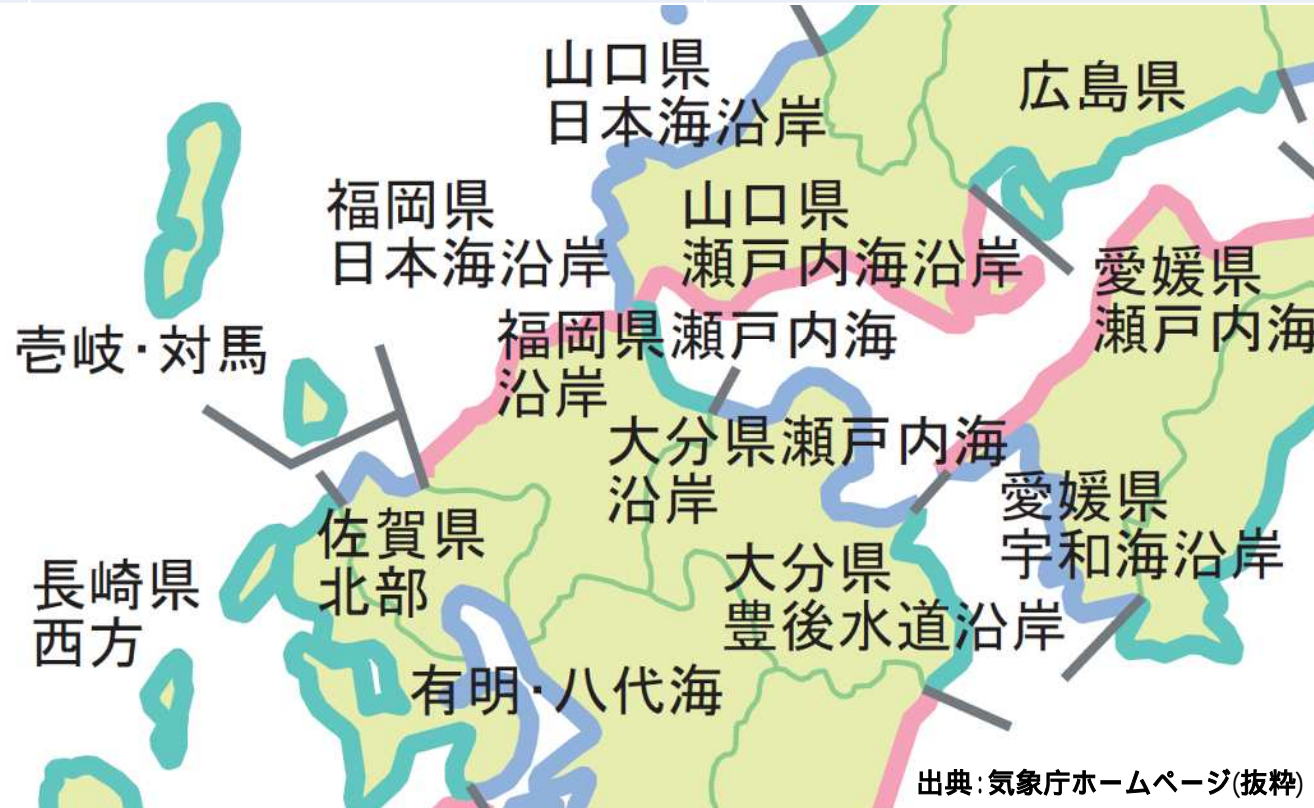 山口県
日本海沿岸
広島県
福岡県
日本海沿岸
山口県
瀬戸内海沿岸
愛媛県
瀬戸内海
壱岐・対馬
福岡県瀬戸内海
沿岸
大分県瀬戸内海
沿岸
愛媛県
宇和海沿岸
佐賀県
北部
長崎県
西方
大分県
豊後水道沿岸
有明・八代海
出典:気象庁ホームページ(抜粋)